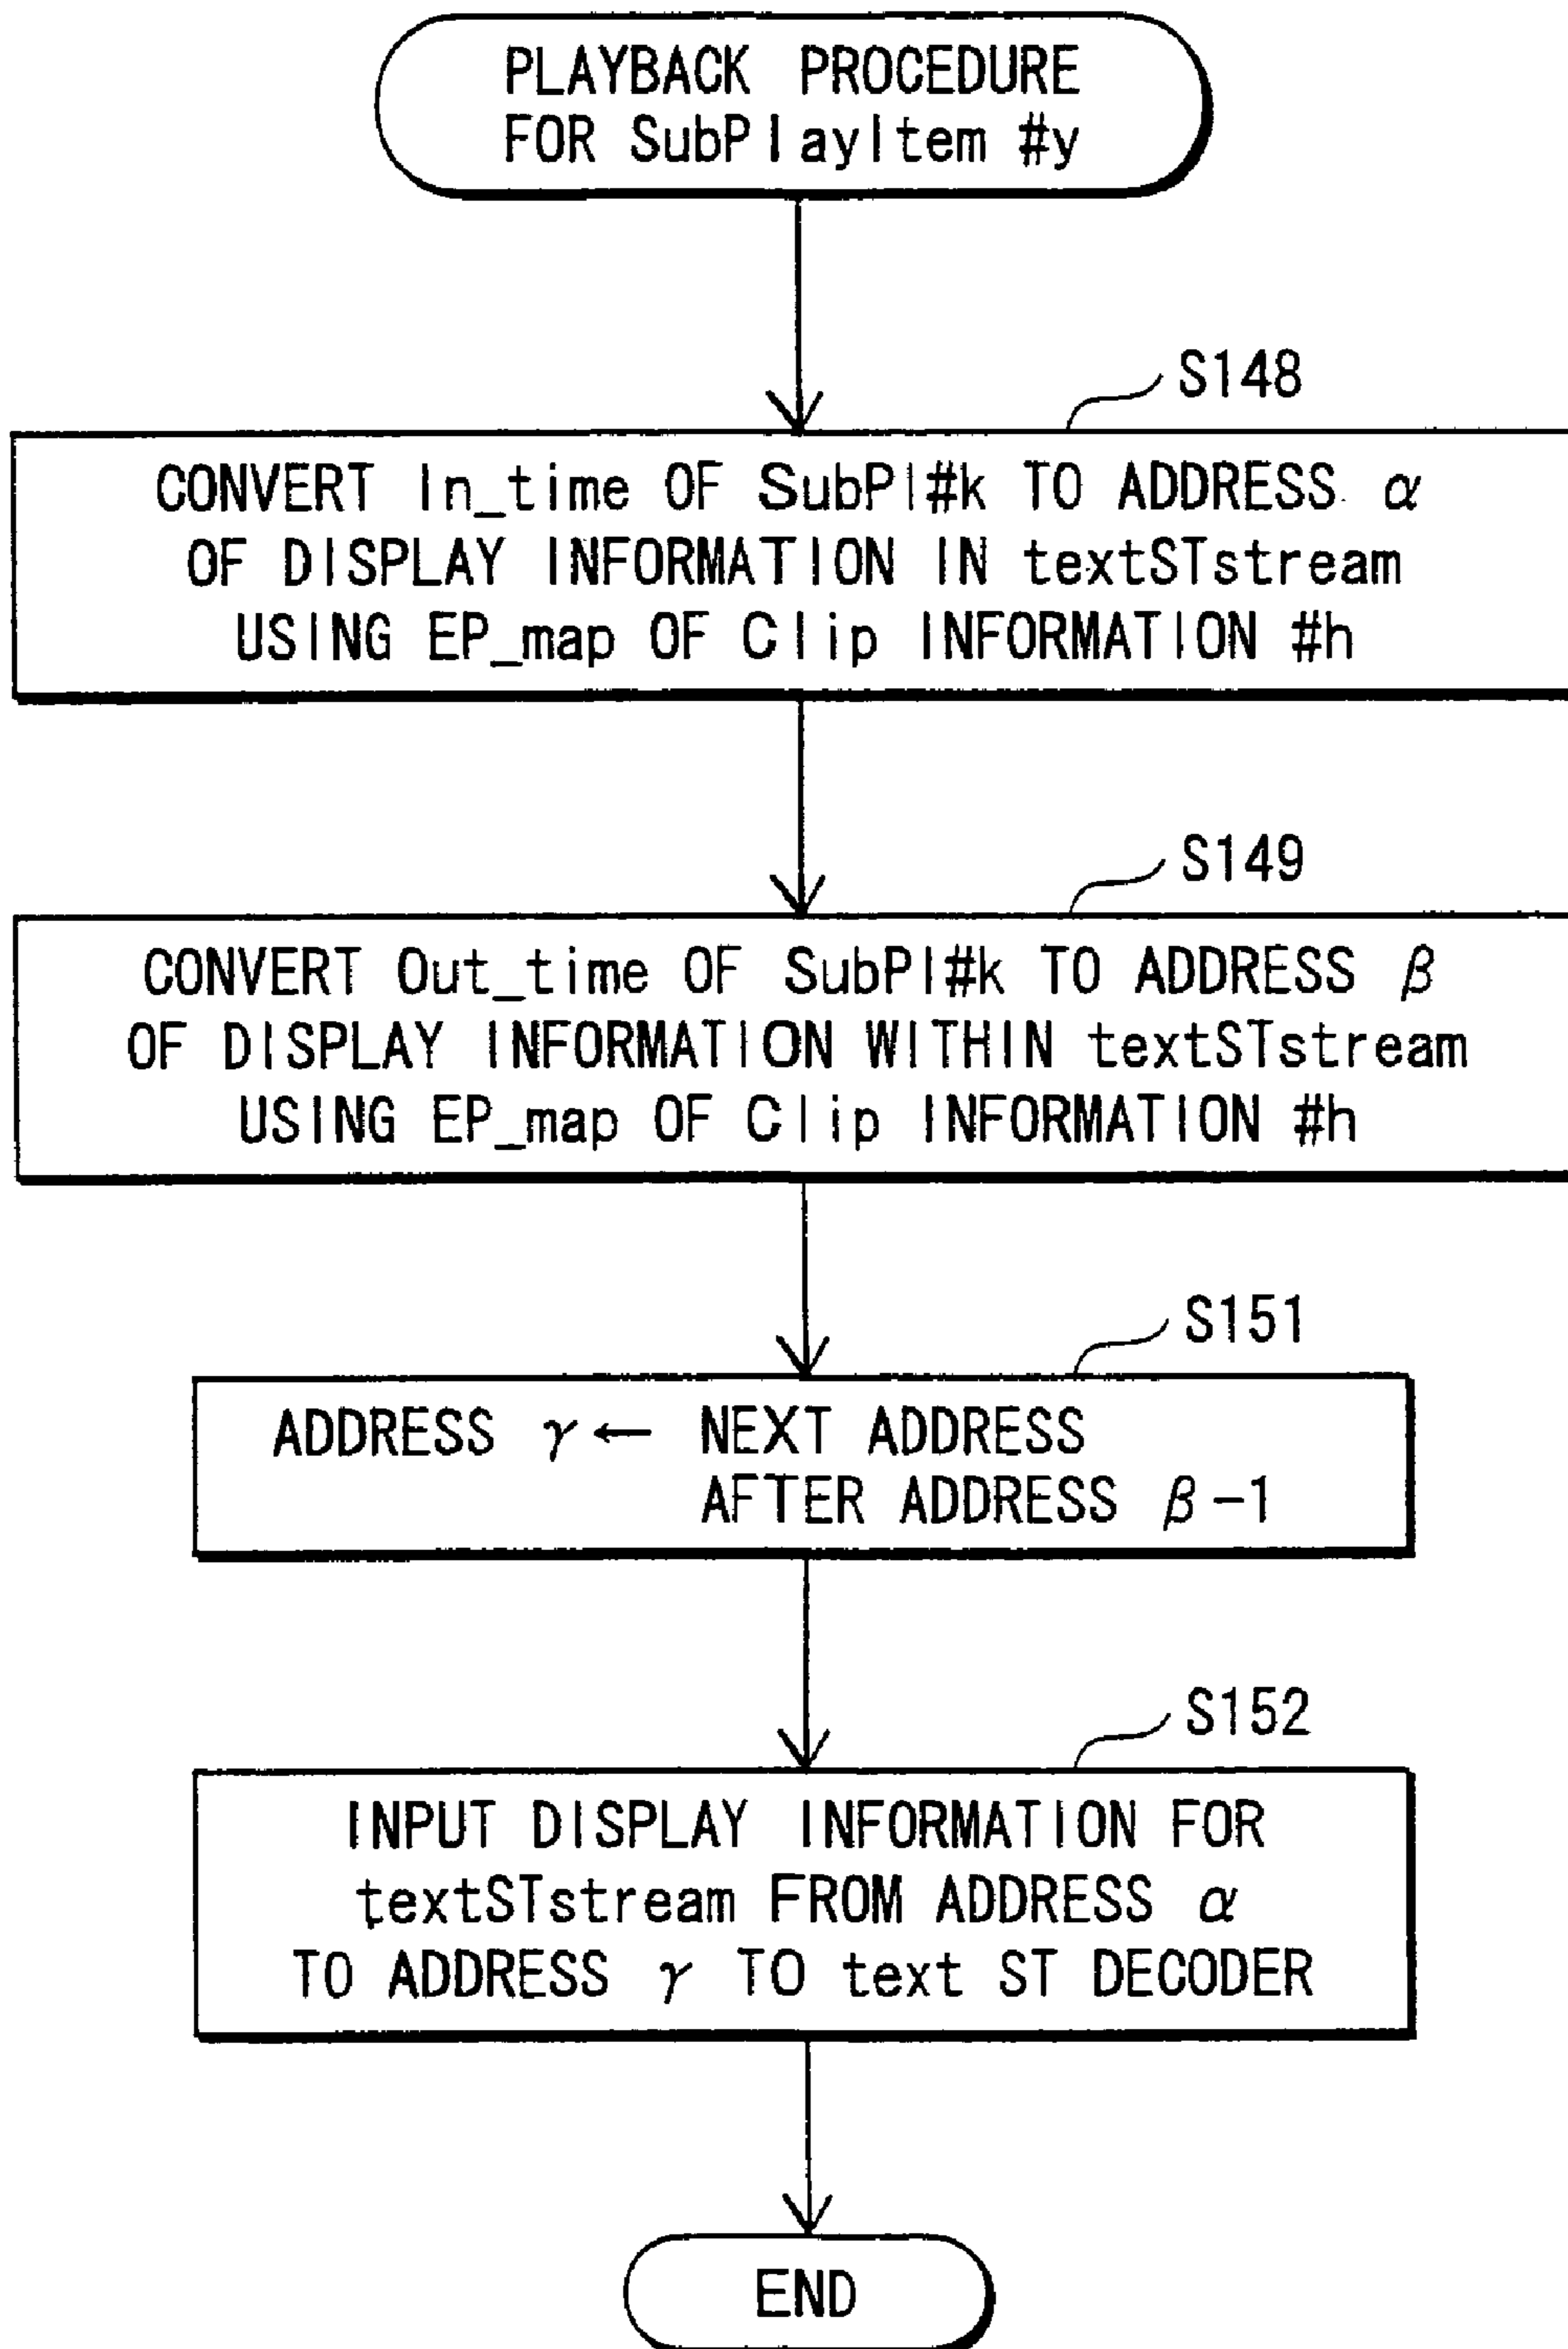 PLAYBACK PROCEDURE
FOR SubPlayItem #y
S148
CONVERT In_time OF SubPI#k TO ADDRESS α
OF DISPLAY INFORMATION IN textSTstream
USING EP_map OF Clip INFORMATION #h
S149
CONVERT Out_time OF SubPI#k TO ADDRESS β
OF DISPLAY INFORMATION WITHIN textSTstream
USING EP_map OF Clip INFORMATION #h
S151
ADDRESS γ ← NEXT ADDRESS
AFTER ADDRESS β-1
S152
INPUT DISPLAY INFORMATION FOR
textSTstream FROM ADDRESS α
TO ADDRESS γ TO text ST DECODER
END